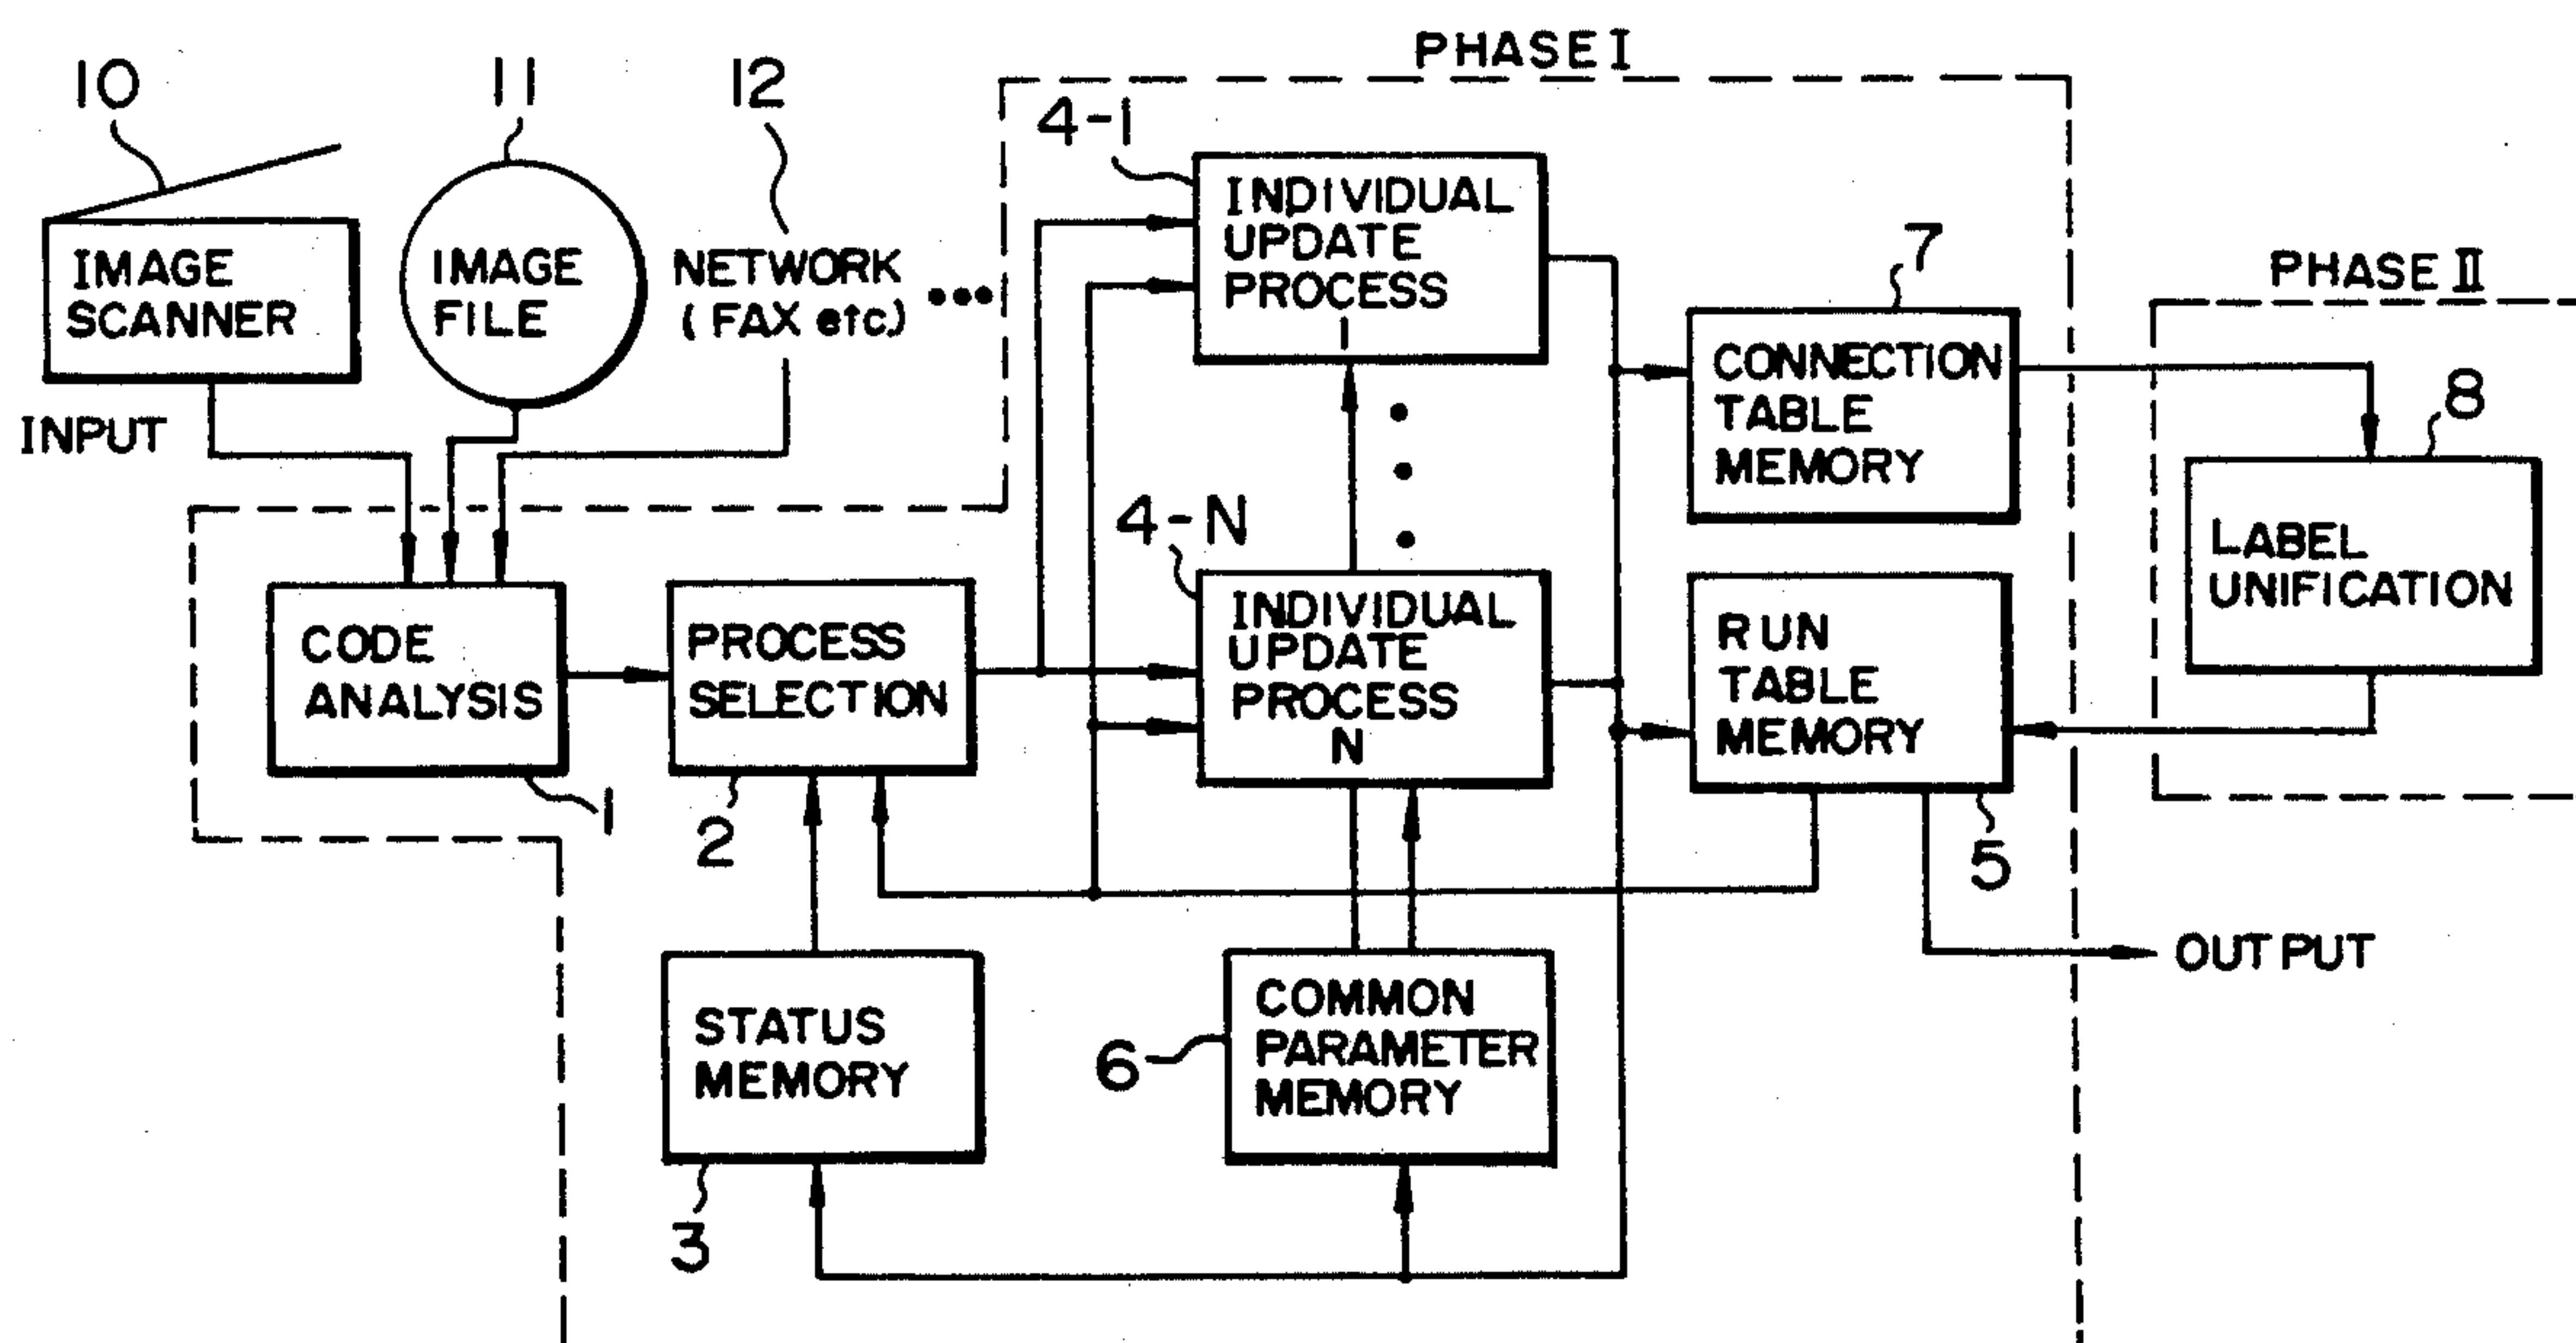 PHASE I
10
11
12
4-1
INDIVIDUAL
UPDATE
PROCESS
1
7
PHASE II
IMAGE
SCANNER
IMAGE
FILE
NETWORK
(FAX etc.)
•••
CONNECTION
TABLE
MEMORY
INPUT
8
4-N
LABEL
UNIFICATION
CODE
ANALYSIS
PROCESS
SELECTION
INDIVIDUAL
UPDATE
PROCESS
N
RUN
TABLE
MEMORY
1
2
5
OUTPUT
STATUS
MEMORY
6
COMMON
PARAMETER
MEMORY
3